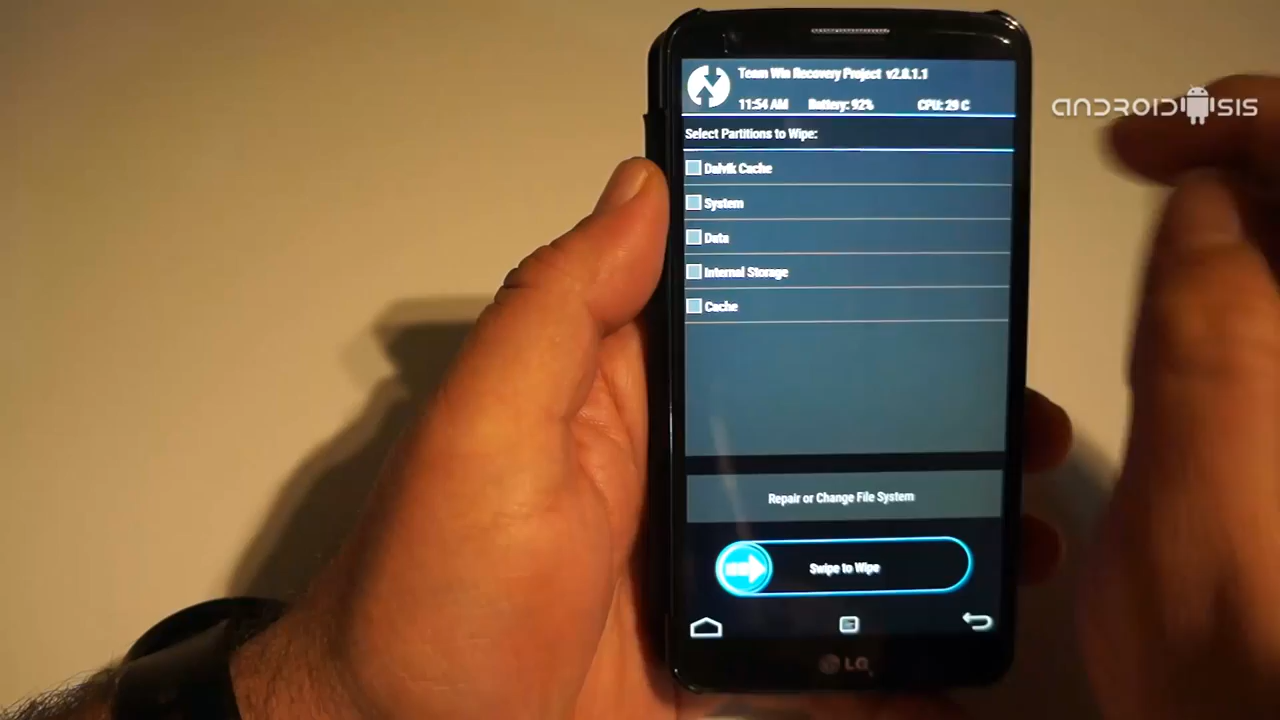 Team Win Recovery Project v2.8.1.1
11:54 AM Battery: 92% CPU: 29 C
ANDROIDSIS
Select Partitions to Wipe:
Dalvik Cache
System
Data
Internal Storage
Cache
Repair or Change File System
Swipe to Wipe
LG